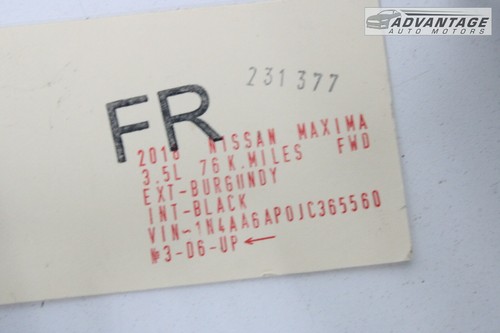 ADVANTAGE
AUTO MOTORS
231377
FR
2018 NISSAN MAXIMA
3.5L 76K.MILES FWD
EXT-BURGUNDY
INT-BLACK
VIN-1N4AA6AP0JC365560
№3-D6-UP←